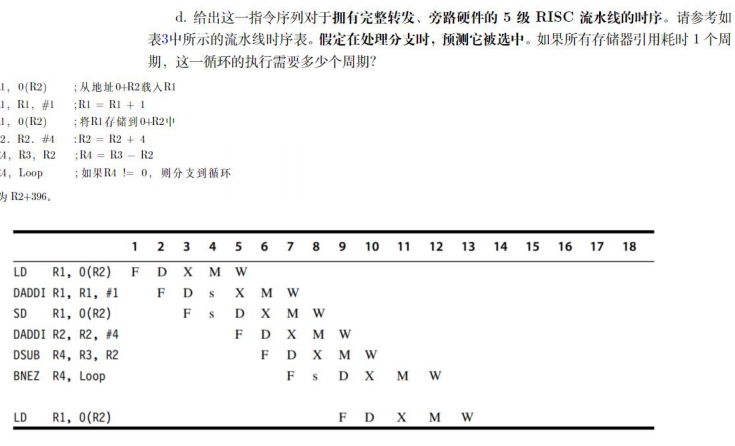 d. 给出这一指令序列对于拥有完整转发、旁路硬件的 5 级 RISC 流水线的时序。请参考如
表3中所示的流水线时序表。假定在处理分支时，预测它被选中。如果所有存储器引用耗时 1 个周
期，这一循环的执行需要多少个周期？
1, 0(R2) ;从地址0+R2载入R1
1, R1, #1 ;R1 = R1 + 1
1, 0(R2) ;将R1存储到0+R2中
2. R2. #4 :R2 = R2 + 4
4, R3, R2 ;R4 = R3 − R2
4, Loop ;如果R4 != 0, 则分支到循环
为 R2+396。
1 2 3 4 5 6 7 8 9 10 11 12 13 14 15 16 17 18
LD R1, 0(R2) F D X M W
DADDI R1, R1, #1 F D s X M W
SD R1, 0(R2) F s D X M W
DADDI R2, R2, #4 F D X M W
DSUB R4, R3, R2 F D X M W
BNEZ R4, Loop F s D X M W
LD R1, 0(R2) F D X M W